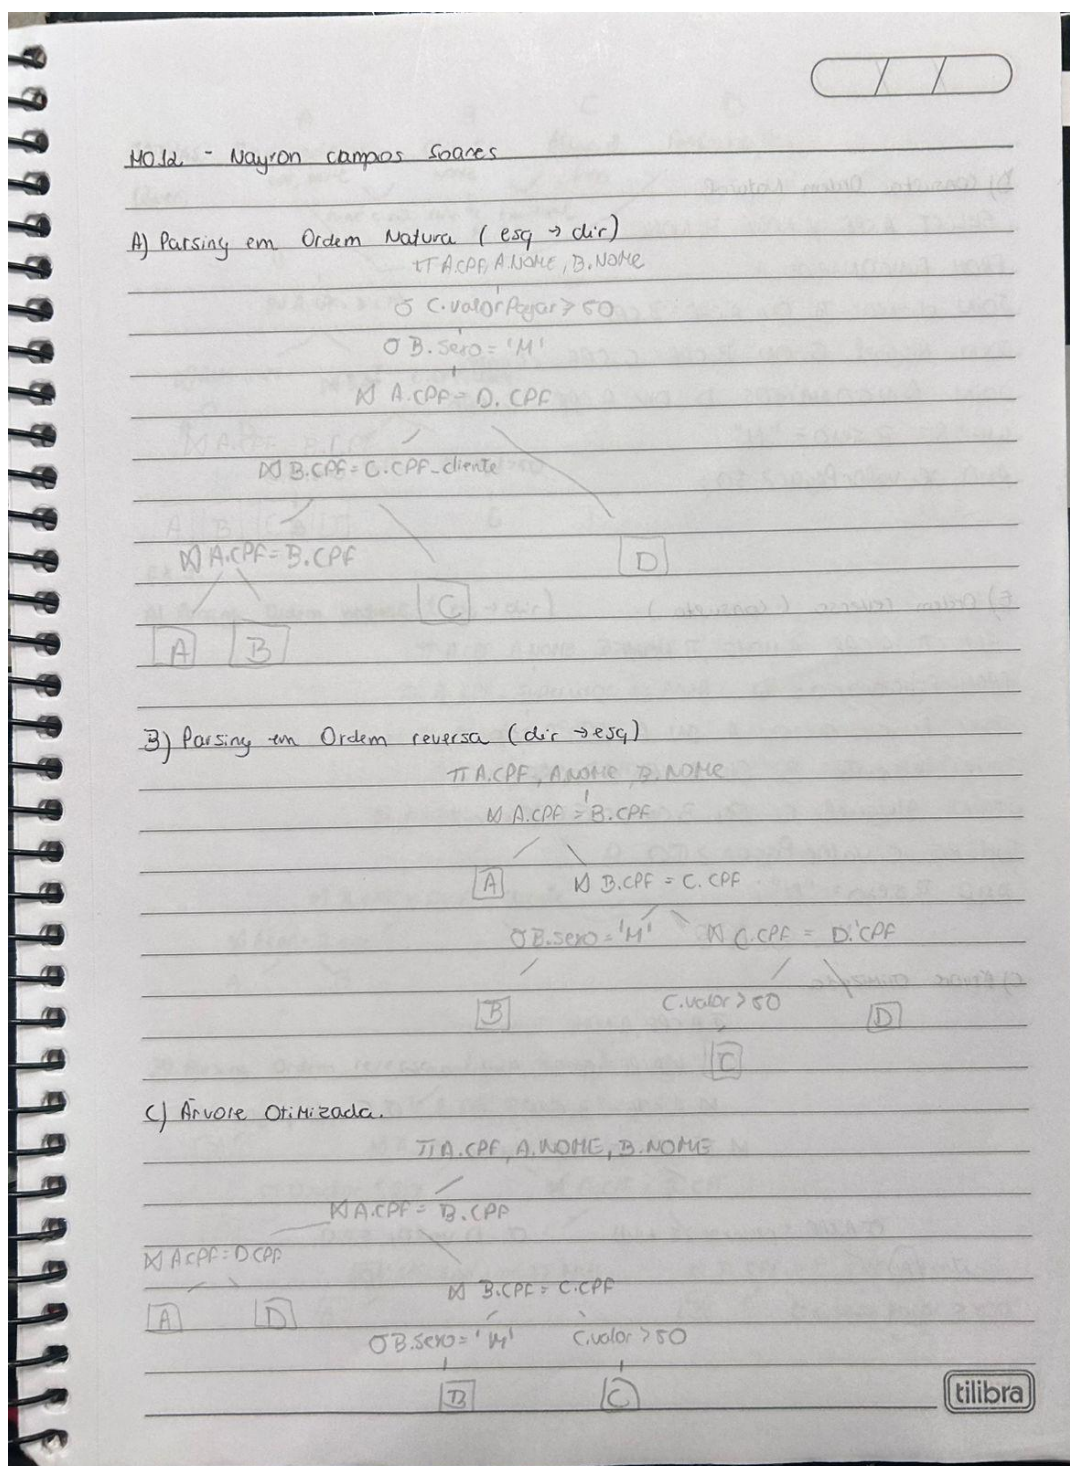 M012 - Nayron campos Soares
A) Parsing em Ordem Natura (esq → dir)
π A.CPF, A.NOME, B.NOME
σ C.valorPagar > 50
σ B.sexo = 'M'
⋈ A.CPF = D.CPF
⋈ B.CPF = C.CPF_cliente
⋈ A.CPF = B.CPF
D
C
A B
B) Parsing em Ordem reversa (dir → esq)
π A.CPF, A.NOME, B.NOME
⋈ A.CPF = B.CPF
A ⋈ B.CPF = C.CPF
σ B.sexo = 'M' ⋈ C.CPF = D.CPF
B C.valor > 50 D
C
C) Árvore Otimizada.
π A.CPF, A.NOME, B.NOME
⋈ A.CPF = B.CPF
⋈ A.CPF = D.CPF
⋈ B.CPF = C.CPF
A D
σ B.sexo = 'M' C.valor > 50
B C
tilibra